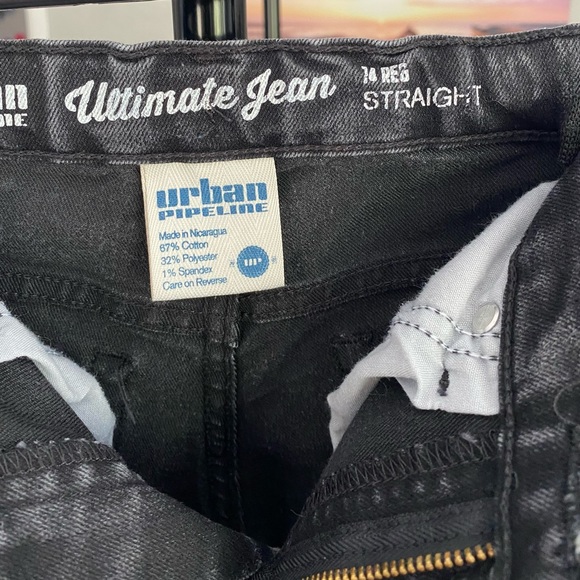 Ultimate Jean
14 REG
STRAIGHT
urban
PIPELINE
Made in Nicaragua
67% Cotton
32% Polyester
1% Spandex
Care on Reverse
UP